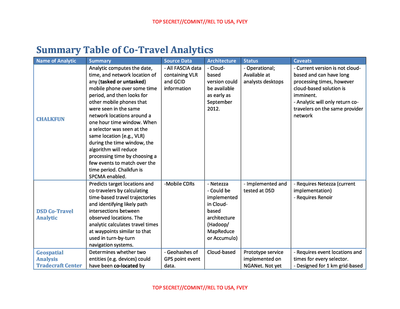 TOP SECRET//COMINT//REL TO USA, FVEY
Summary Table of Co-Travel Analytics
Name of Analytic
Summary
Source Data
Architecture
Status
Caveats
CHALKFUN
Analytic computes the date,
time, and network location of
any (tasked or untasked)
mobile phone over some time
period, and then looks for
other mobile phones that
were seen in the same
network locations around a
one hour time window. When
a selector was seen at the
same location (e.g., VLR)
during the time window, the
algorithm will reduce
processing time by choosing a
few events to match over the
time period. Chalkfun is
SPCMA enabled.
- All FASCIA data
containing VLR
and GCID
information
- Cloud-
based
version could
be available
as early as
September
2012.
- Operational;
Available at
analysts desktops
- Current version is not cloud-
based and can have long
processing times, however
cloud-based solution is
imminent.
- Analytic will only return co-
travelers on the same provider
network
DSD Co-Travel
Analytic
Predicts target locations and
co-travelers by calculating
time-based travel trajectories
and identifying likely path
intersections between
observed locations. The
analytic calculates travel times
at waypoints similar to that
used in turn-by-turn
navigation systems.
-Mobile CDRs
- Netezza
- Could be
implemented
in Cloud-
based
architecture
(Hadoop/
MapReduce
or Accumulo)
- Implemented and
tested at DSD
- Requires Netezza (current
implementation)
- Requires Renoir
Geospatial
Analysis
Tradecraft Center
Determines whether two
entities (e.g. devices) could
have been co-located by
- Geohashes of
GPS point event
data.
Cloud-based
Prototype service
implemented on
NGANet. Not yet
- Requires event locations and
times for every selector.
- Designed for 5 km grid-based
TOP SECRET//COMINT//REL TO USA, FVEY